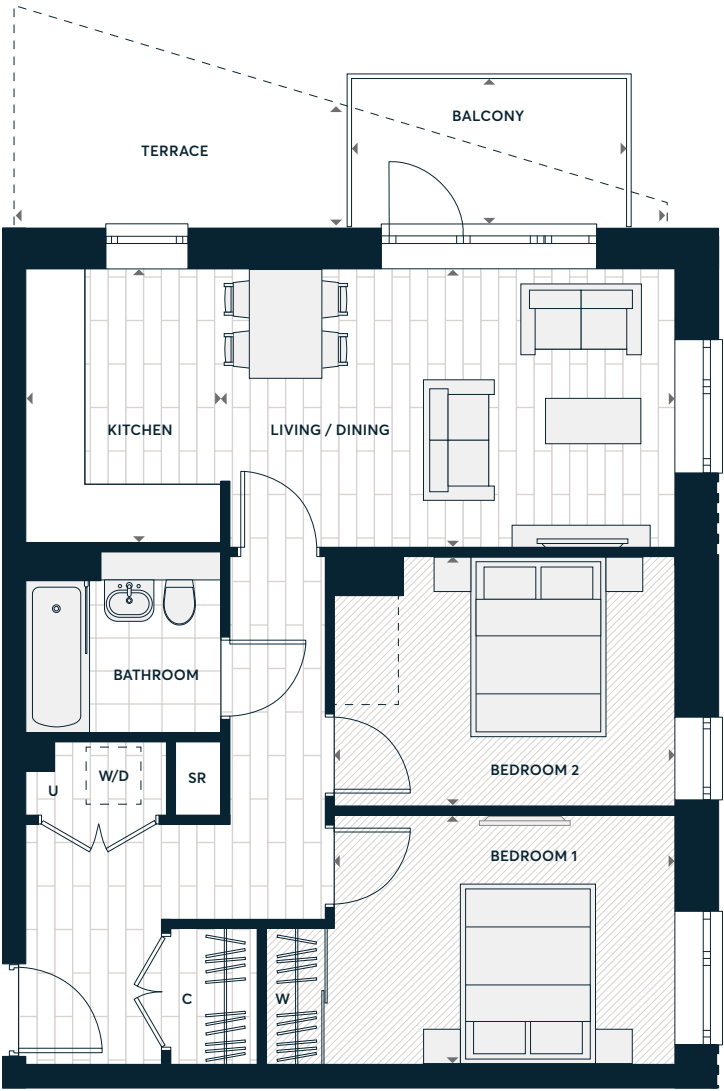 BALCONY
TERRACE
KITCHEN
LIVING / DINING
BATHROOM
BEDROOM 2
W/D
SR
U
BEDROOM 1
C
W